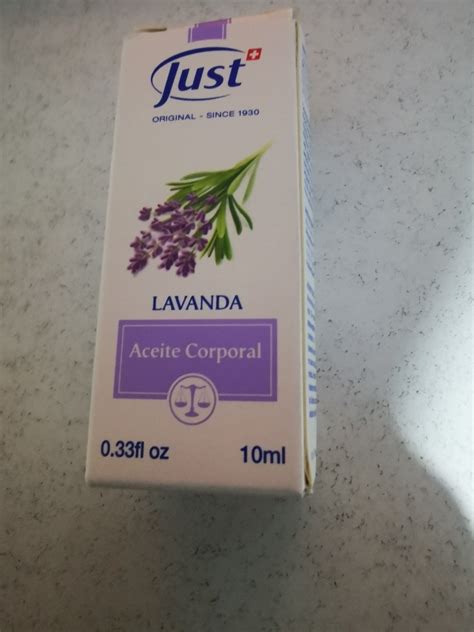 Just
ORIGINAL - SINCE 1930
LAVANDA
Aceite Corporal
0.33fl oz 10ml